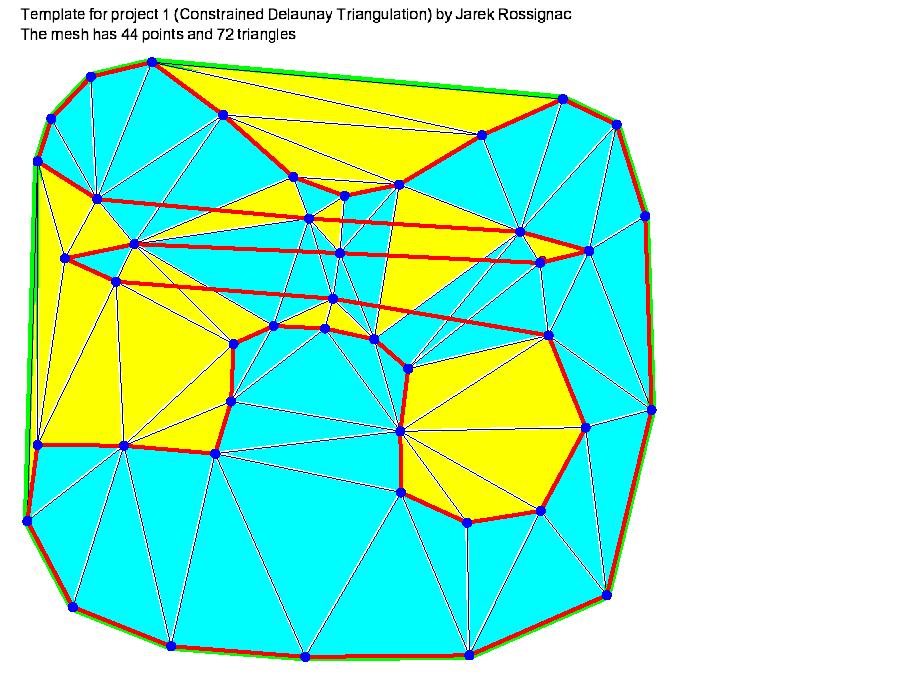 Template for project 1 (Constrained Delaunay Triangulation) by Jarek Rossignac
The mesh has 44 points and 72 triangles